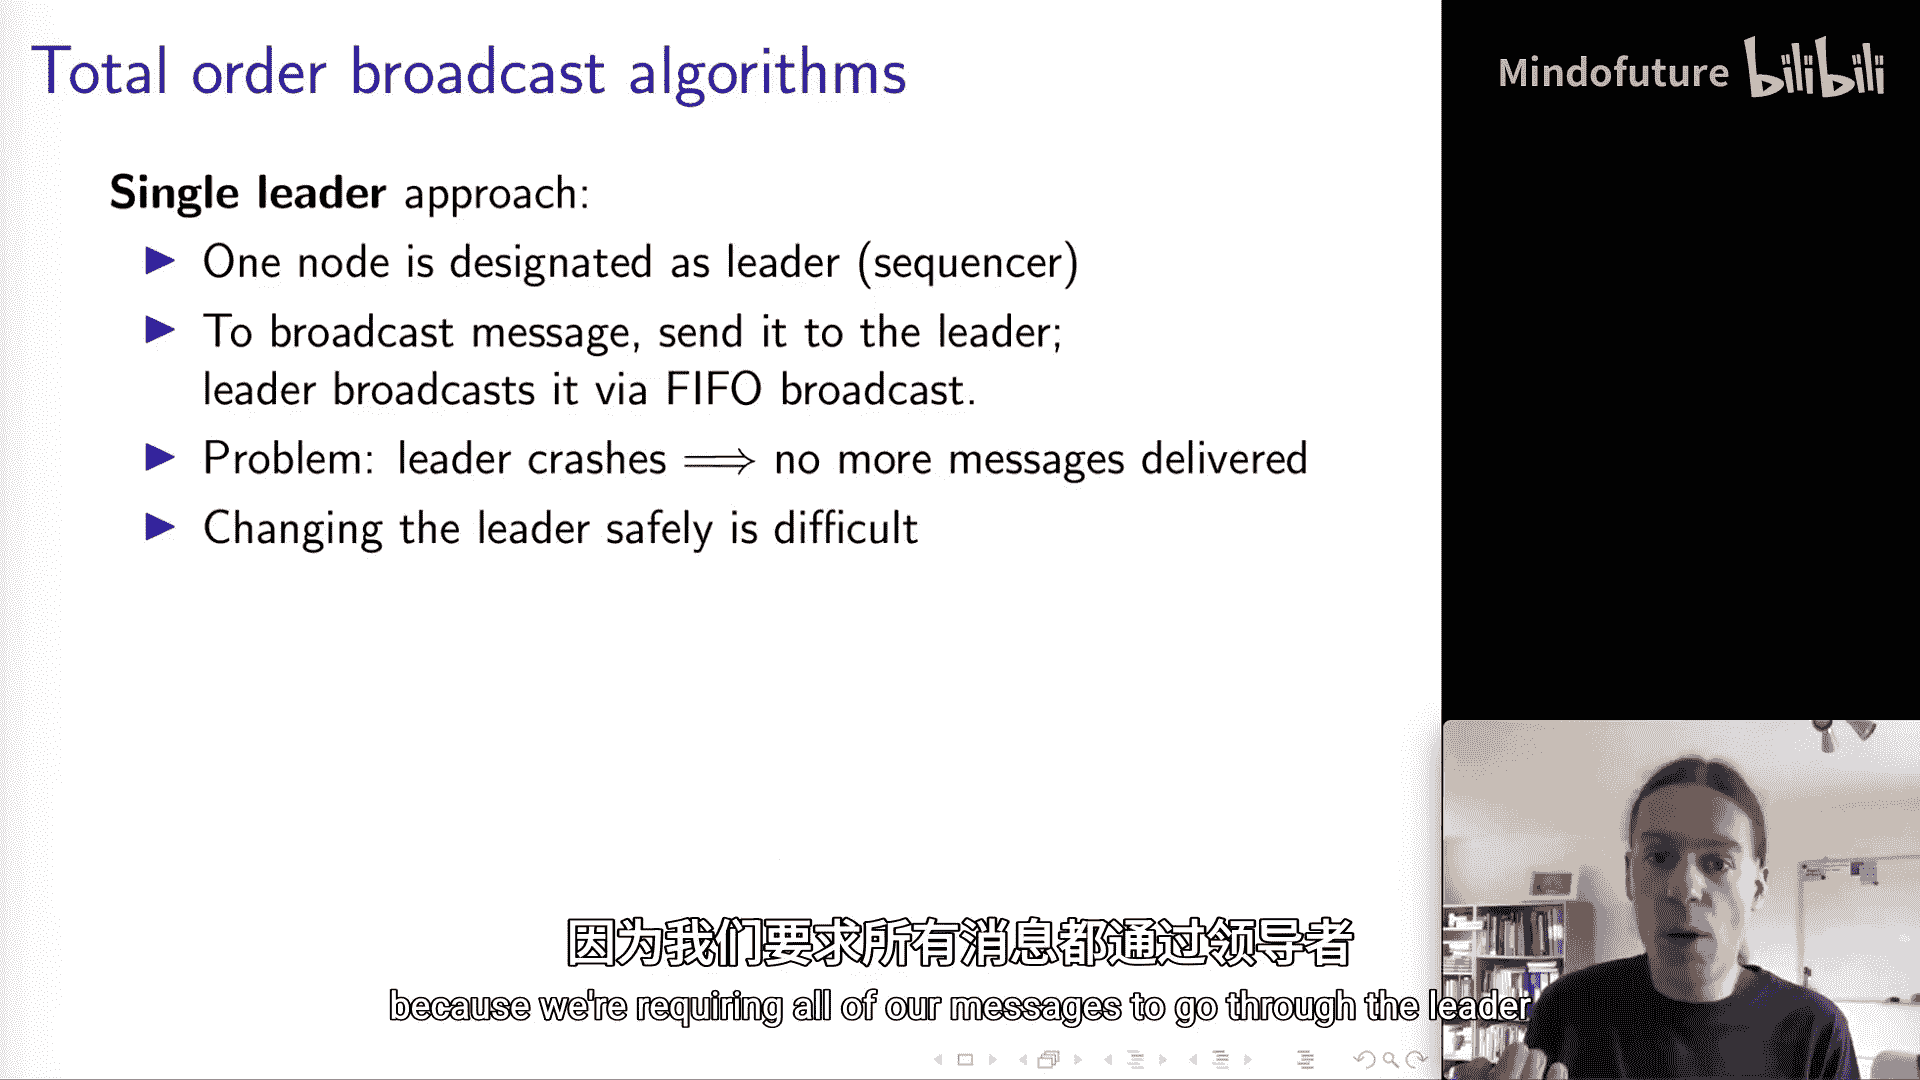 Total order broadcast algorithms
Mindofuture bilibili
Single leader approach:
▶ One node is designated as leader (sequencer)
▶ To broadcast message, send it to the leader;
leader broadcasts it via FIFO broadcast.
▶ Problem: leader crashes ⟹ no more messages delivered
▶ Changing the leader safely is difficult
因为我们要求所有消息都通过领导者
because we're requiring all of our messages to go through the leader